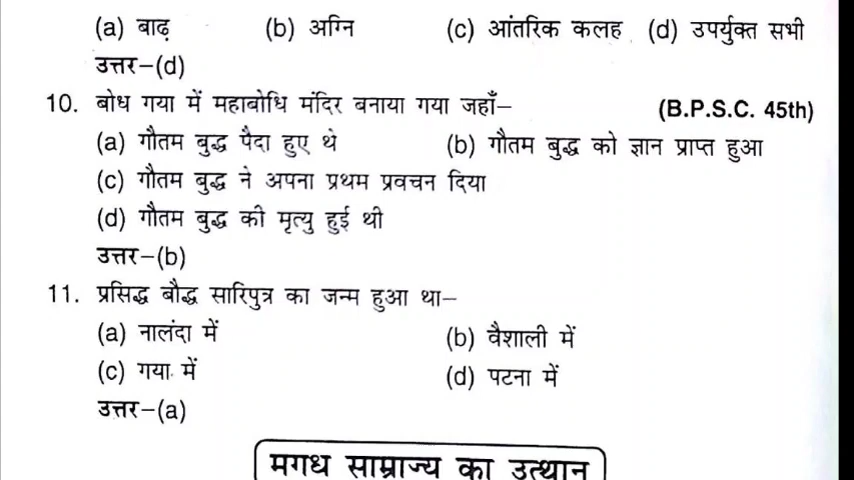 (a) बाढ़ (b) अग्नि (c) आंतरिक कलह (d) उपर्युक्त सभी
उत्तर–(d)
10. बोध गया में महाबोधि मंदिर बनाया गया जहाँ– (B.P.S.C. 45th)
(a) गौतम बुद्ध पैदा हुए थे (b) गौतम बुद्ध को ज्ञान प्राप्त हुआ
(c) गौतम बुद्ध ने अपना प्रथम प्रवचन दिया
(d) गौतम बुद्ध की मृत्यु हुई थी
उत्तर–(b)
11. प्रसिद्ध बौद्ध सारिपुत्र का जन्म हुआ था–
(a) नालंदा में (b) वैशाली में
(c) गया में (d) पटना में
उत्तर–(a)
मगध साम्राज्य का उत्थान